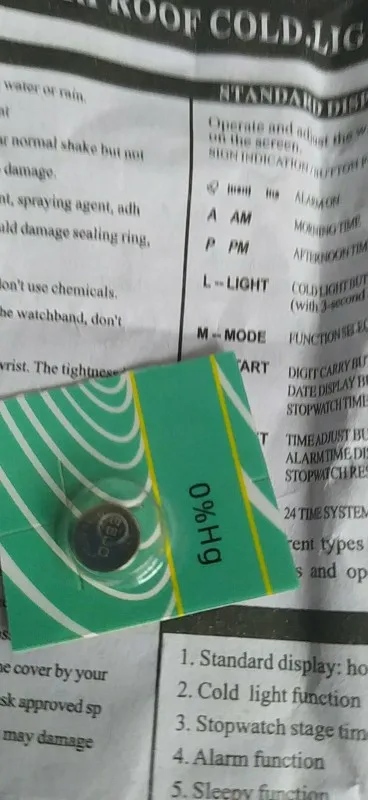 ROOF COLD.LIG
water or rain.
normal shake but not
damage.
nt, spraying agent, adh
uld damage sealing ring,
don't use chemicals.
he watchband, don't
wrist. The tightness
e cover by your
sk approved sp
may damage
STANDARD DISP
Operate and adjust the w
on the screen.
SIGN INDICATION/BUTTON
ALARM ON
A AM MORNING TIME
P PM AFTERNOON TIM
L -- LIGHT COLD LIGHT BUT
(with 3-second
M -- MODE FUNCTION SELEC
ART DIGIT CARRY BU
DATE DISPLAY B
STOPWATCH TIME
T TIME ADJUST BU
ALARM TIME DI
STOPWATCH RES
24 TIME SYSTEM
rent types
s and op
0%Hg
1. Standard display: ho
2. Cold light function
3. Stopwatch stage tim
4. Alarm function
5. Sleepy function